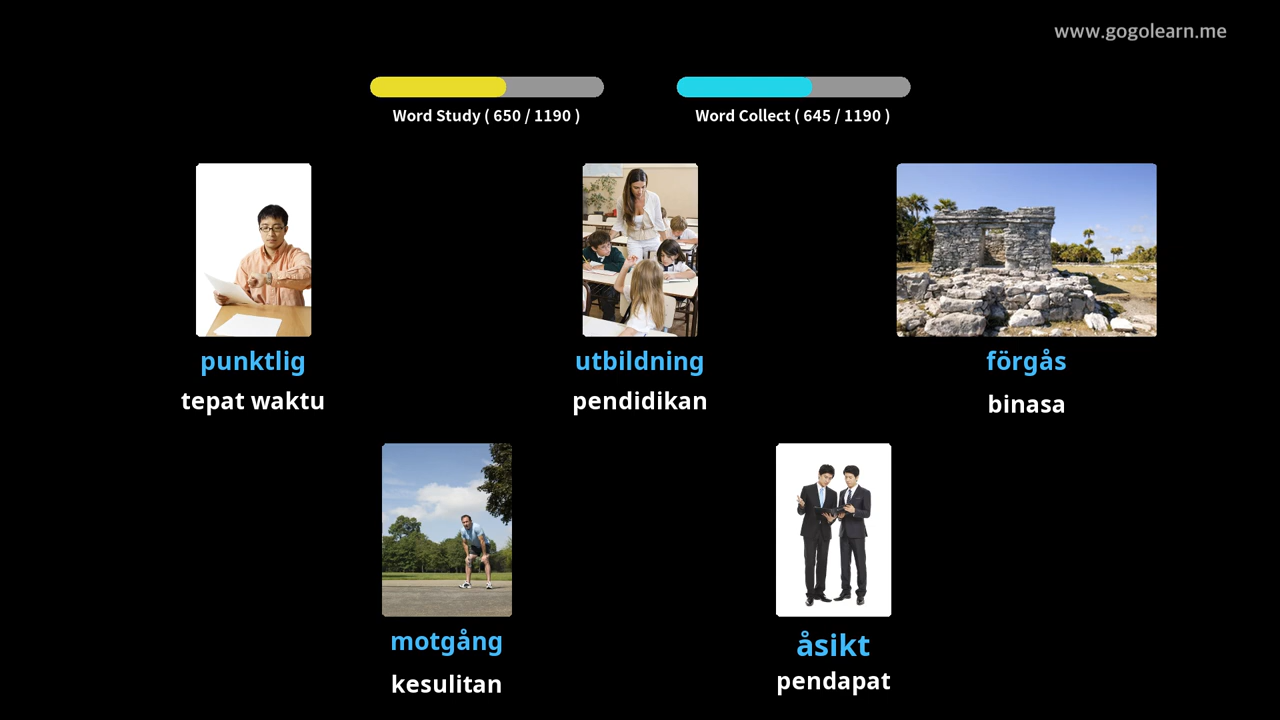 www.gogolearn.me
Word Study ( 650 / 1190 )
Word Collect ( 645 / 1190 )
punktlig
tepat waktu
utbildning
pendidikan
förgås
binasa
motgång
kesulitan
åsikt
pendapat